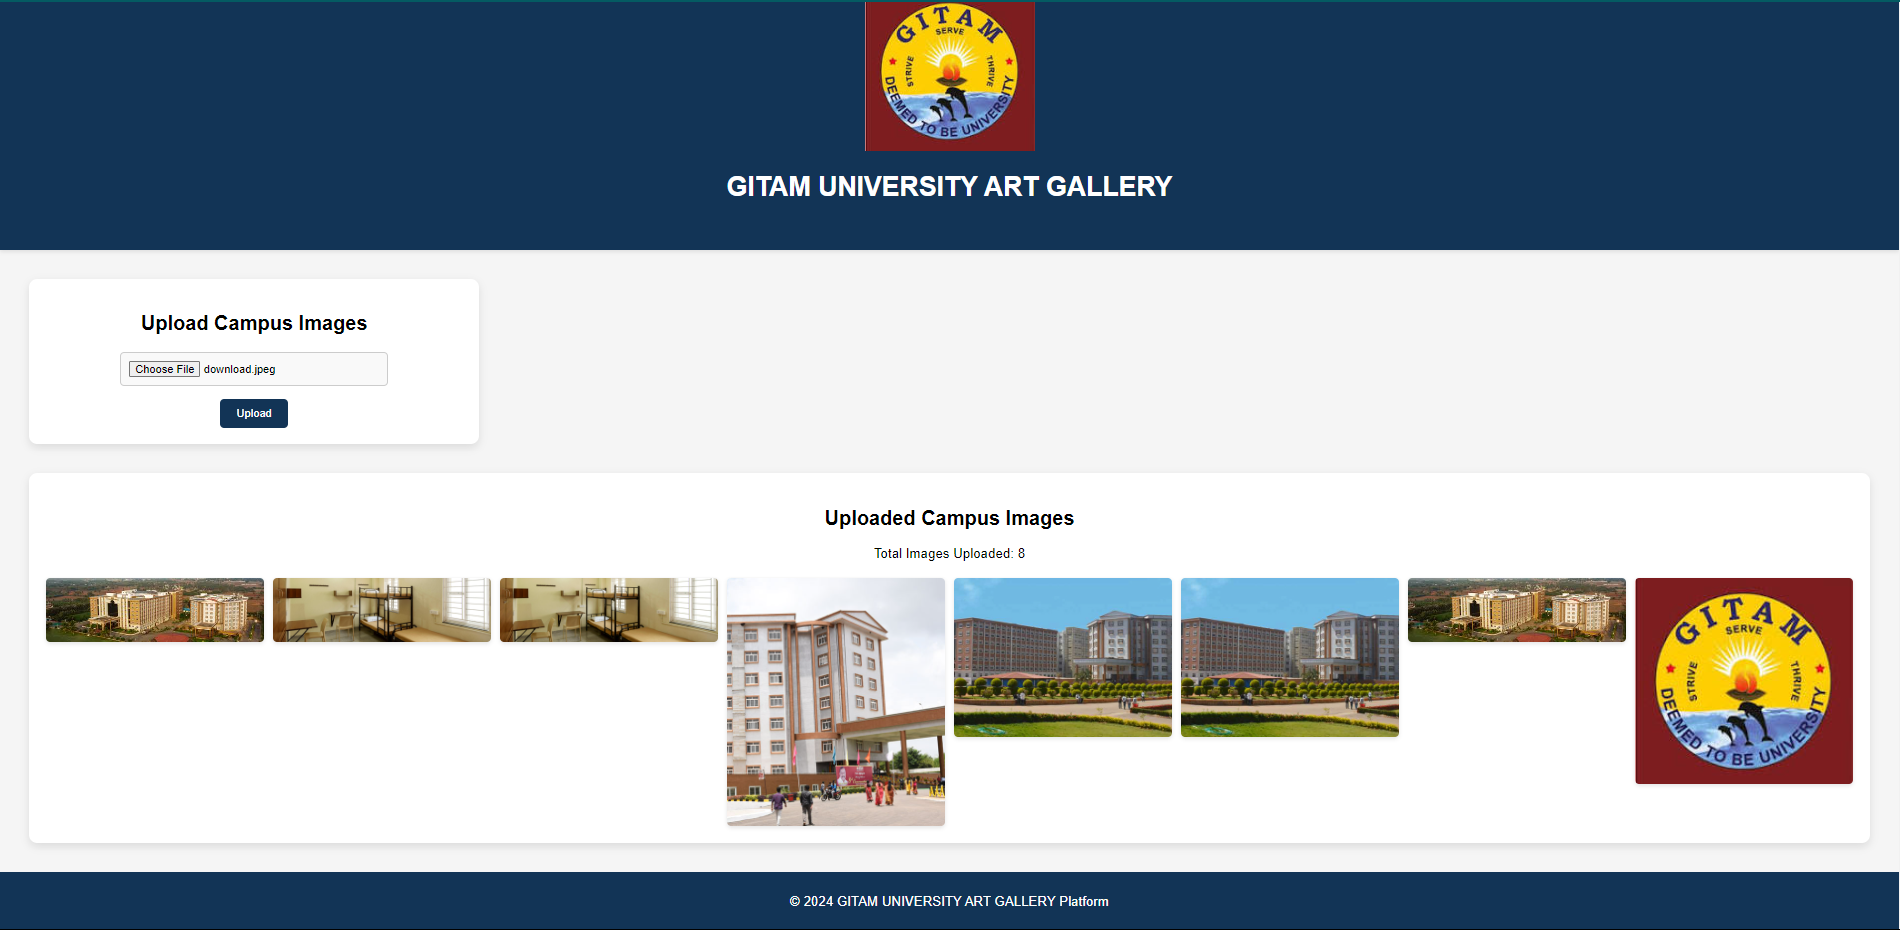 GITAM
SERVE
STRIVE
THRIVE
DEEMED TO BE UNIVERSITY
GITAM UNIVERSITY ART GALLERY
Upload Campus Images
Choose File download.jpeg
Upload
Uploaded Campus Images
Total Images Uploaded: 8
GITAM
SERVE
STRIVE
THRIVE
DEEMED TO BE UNIVERSITY
© 2024 GITAM UNIVERSITY ART GALLERY Platform